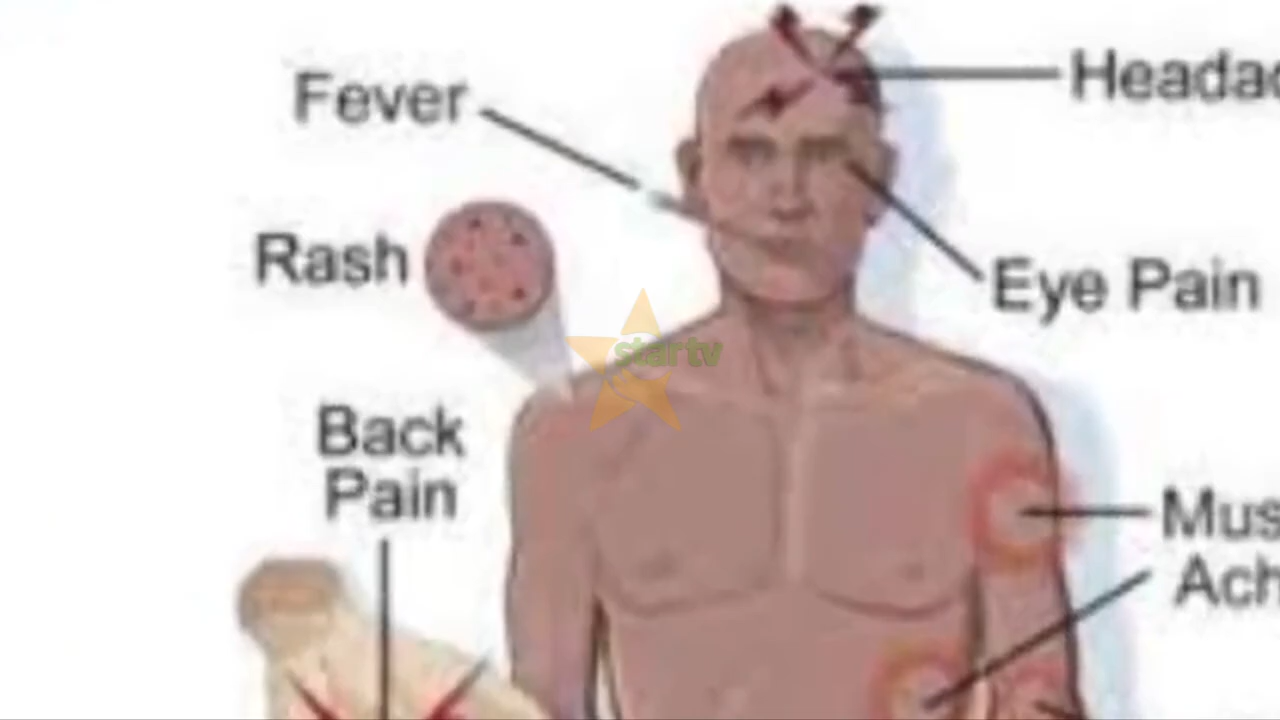 Fever
Headac
Rash
Eye Pain
startv
Back
Pain
Mus
Ach